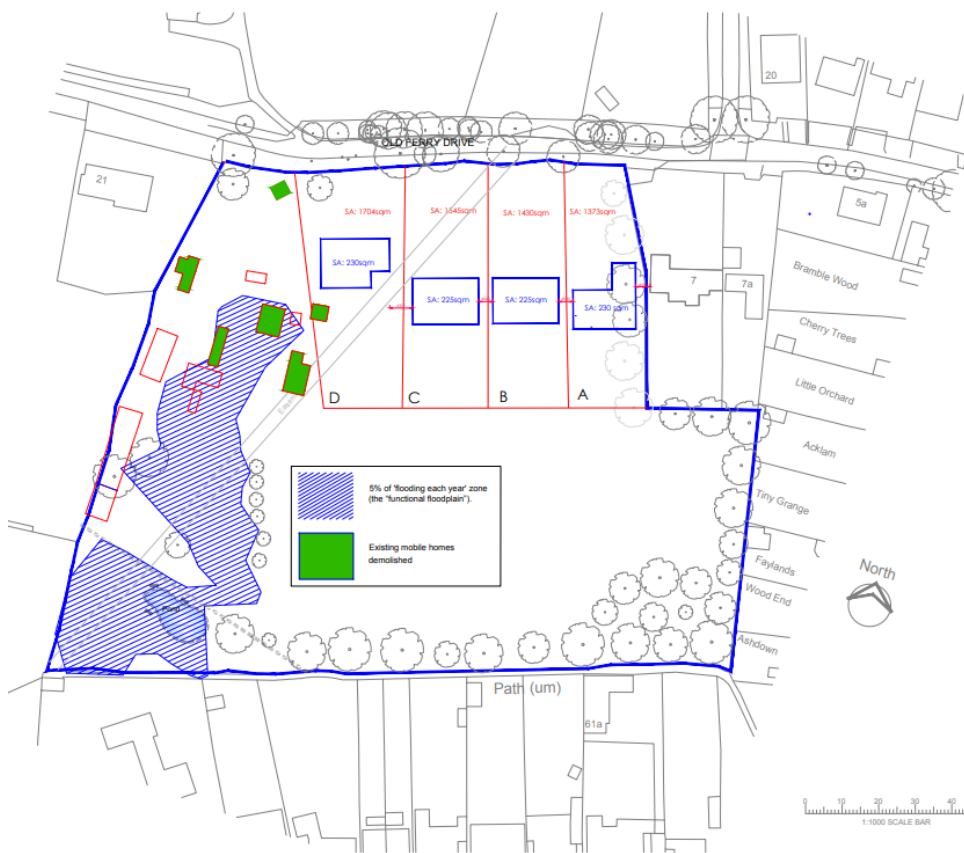 20
OLD FERRY DRIVE
21
5a
SA: 1704sqm
SA: 1545sqm
SA: 1430sqm
SA: 1373sqm
SA: 230sqm
SA: 225sqm
SA: 225sqm
SA: 230 sqm
7
7a
Bramble Wood
Cherry Trees
Little Orchard
D
C
B
A
Acklam
5% of 'flooding each year' zone
(the "functional floodplain").
Tiny Grange
Existing mobile homes
demolished
Faylands
North
Wood End
Pond
Ashdown
Path (um)
61a
0 10 20 30 40
1:1000 SCALE BAR